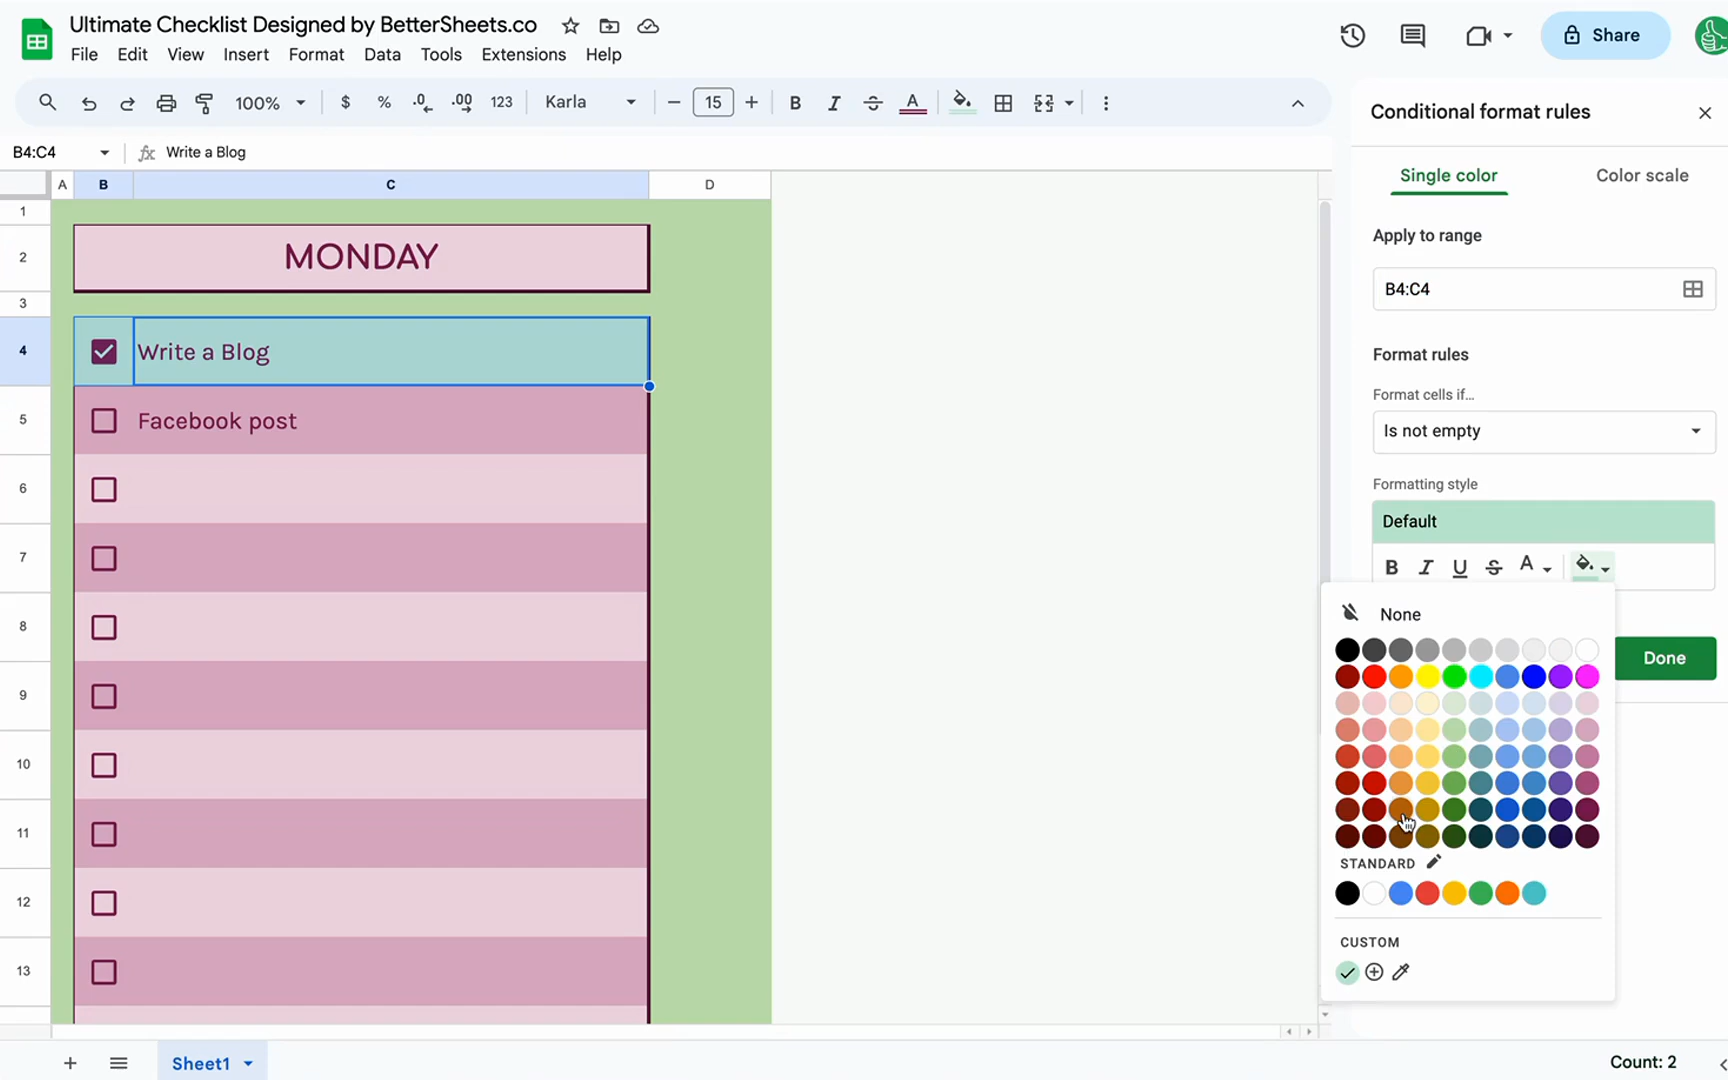 Ultimate Checklist Designed by BetterSheets.co
File Edit View Insert Format Data Tools Extensions Help
Share
100% $ % .0 .00 123 Karla 15 B I S A
Conditional format rules
B4:C4 fx Write a Blog
Single color Color scale
A B C D
Apply to range
B4:C4
1
2 MONDAY
3
4 Write a Blog
5 Facebook post
6
7
8
9
10
11
12
13
Format rules
Format cells if…
Is not empty
Formatting style
Default
B I U S A
None
Done
STANDARD
CUSTOM
Sheet1
Count: 2